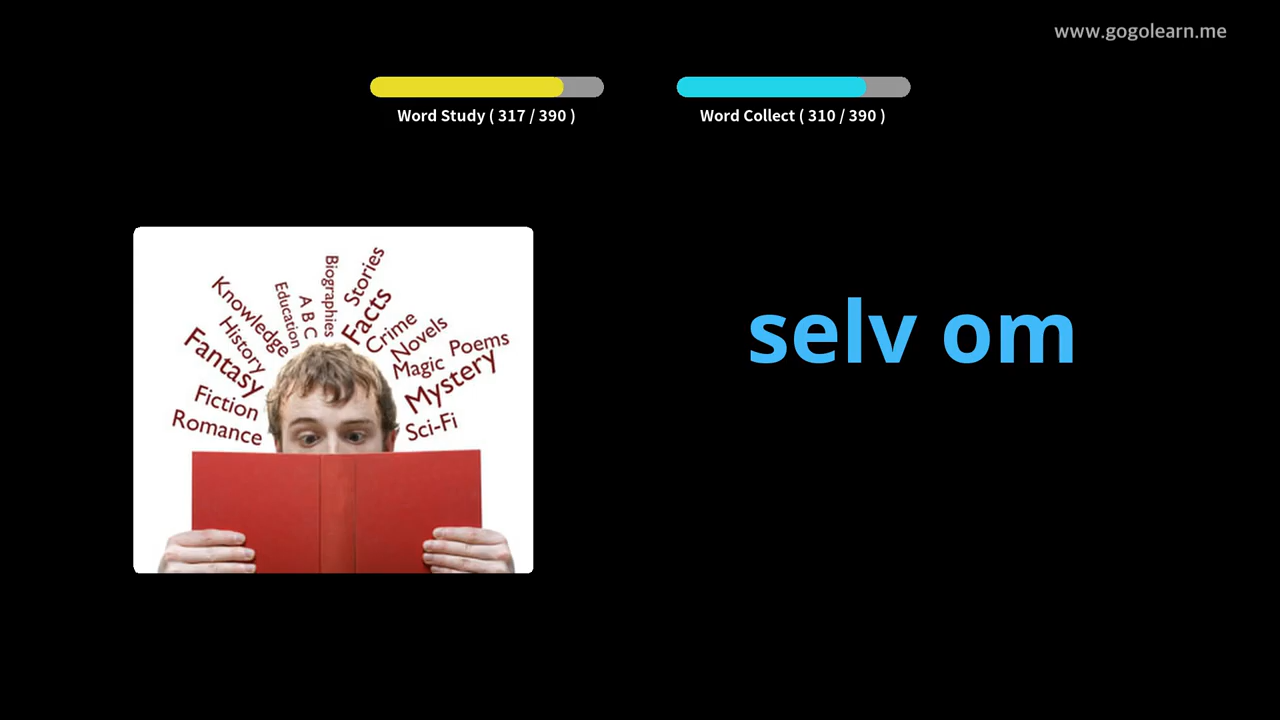 www.gogolearn.me
Word Study ( 317 / 390 )
Word Collect ( 310 / 390 )
selv om
Stories
Biographies
Facts
A B C
Education
Knowledge
Crime
Novels
History
Poems
Fantasy
Magic
Mystery
Fiction
Romance
Sci-Fi